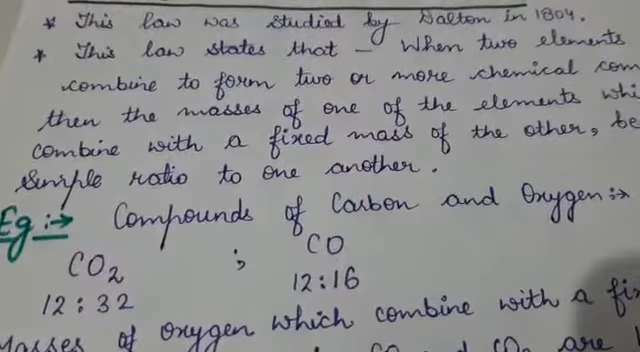 * This law was studied by Dalton in 1804.
* This law states that – When two elements
combine to form two or more chemical com
then the masses of one of the elements whi
combine with a fixed mass of the other, be
simple ratio to one another.
Eg :→ Compounds of Carbon and Oxygen :→
CO2 ; CO
12 : 32 12 : 16
Masses of oxygen which combine with a fix
CO2 are